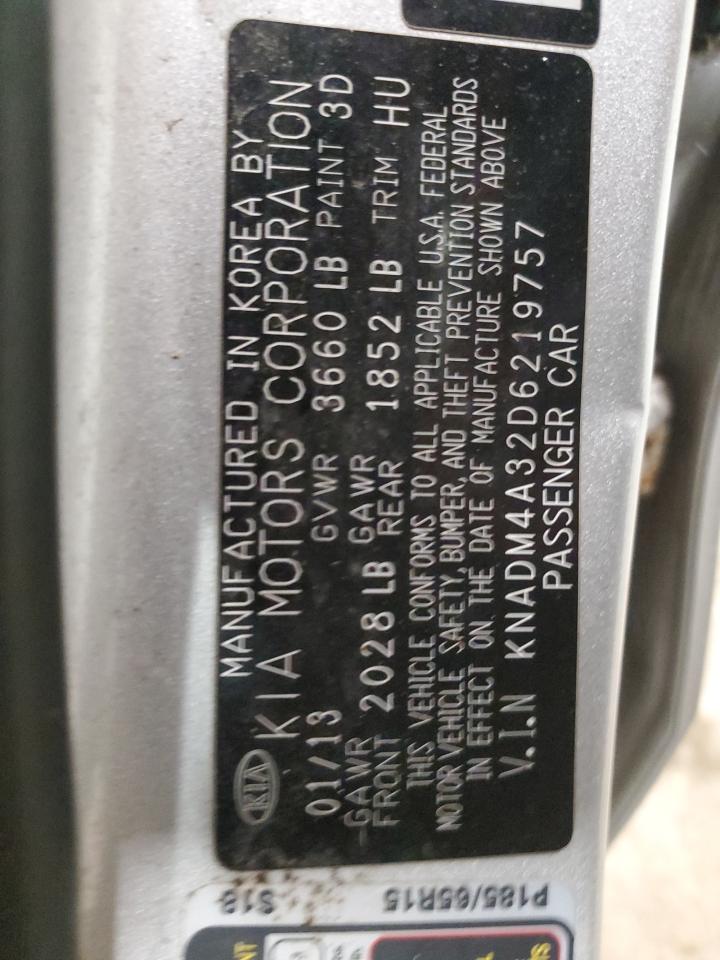 MANUFACTURED IN KOREA BY
KIA KIA MOTORS CORPORATION
01/13 GVWR 3660 LB PAINT 3D
GAWR FRONT 2028 LB GAWR REAR 1852 LB TRIM HU
THIS VEHICLE CONFORMS TO ALL APPLICABLE U.S.A. FEDERAL
MOTOR VEHICLE SAFETY, BUMPER, AND THEFT PREVENTION STANDARDS
IN EFFECT ON THE DATE OF MANUFACTURE SHOWN ABOVE
V.I.N KNADM4A32D6219757
PASSENGER CAR
P185/65R15